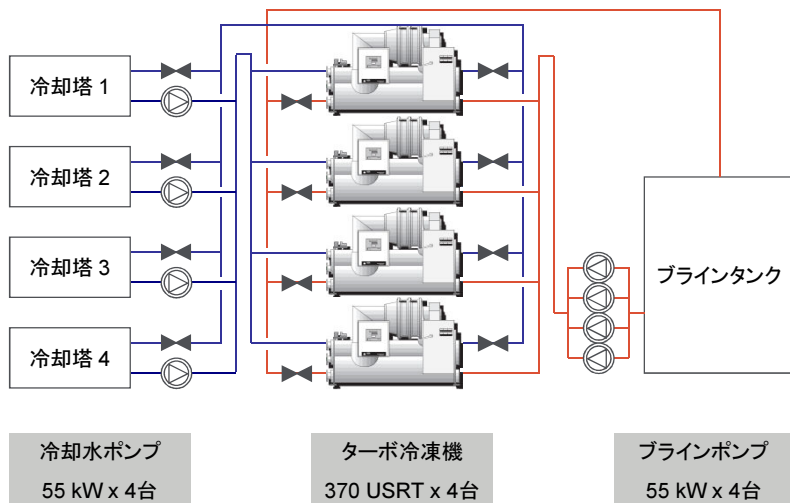 冷却塔 1
冷却塔 2
冷却塔 3
冷却塔 4
ブラインタンク
冷却水ポンプ
55 kW x 4台
ターボ冷凍機
370 USRT x 4台
ブラインポンプ
55 kW x 4台